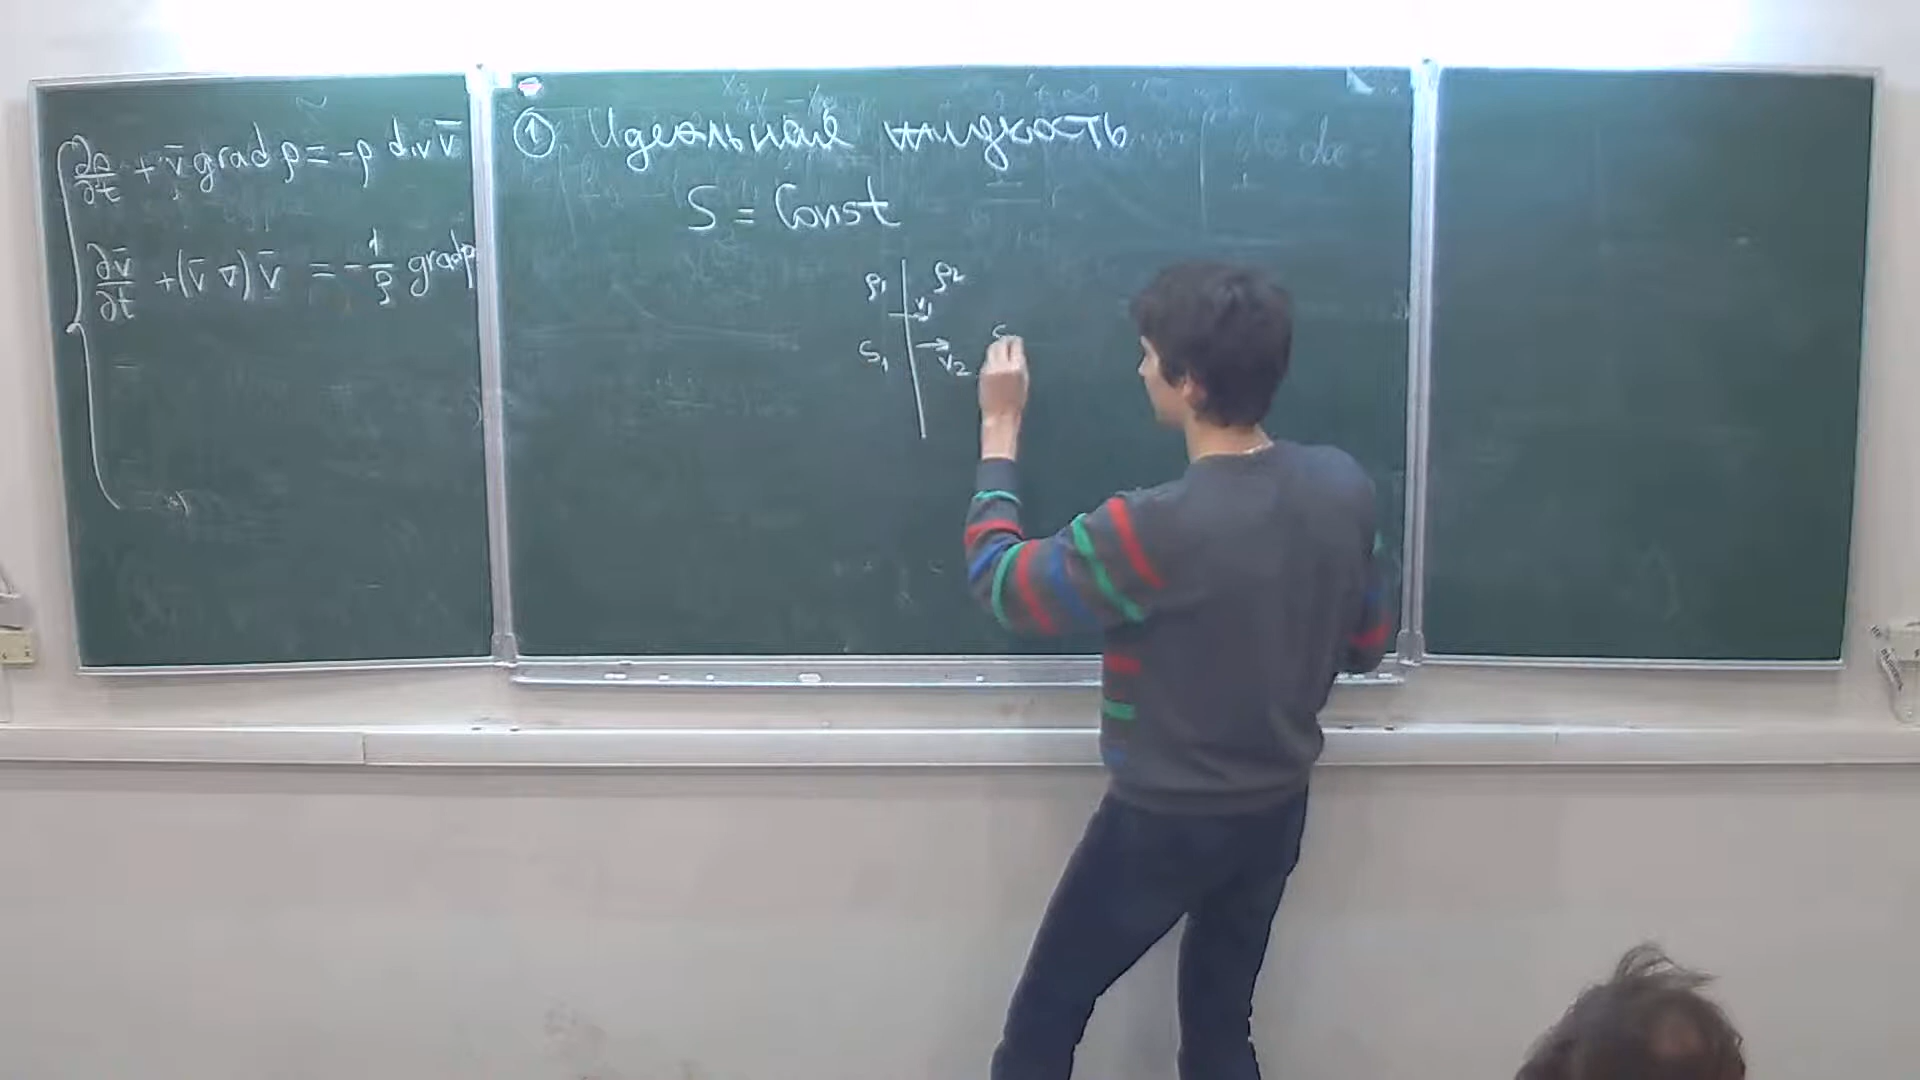 ∂ρ/∂t + v̄ grad ρ = -ρ div v̄
∂v̄/∂t + (v̄ ∇) v̄ = - 1/ρ grad p
① Идеальная жидкость
S = Const
ρ₁ ρ₂
v₁
S₁ v₂ S